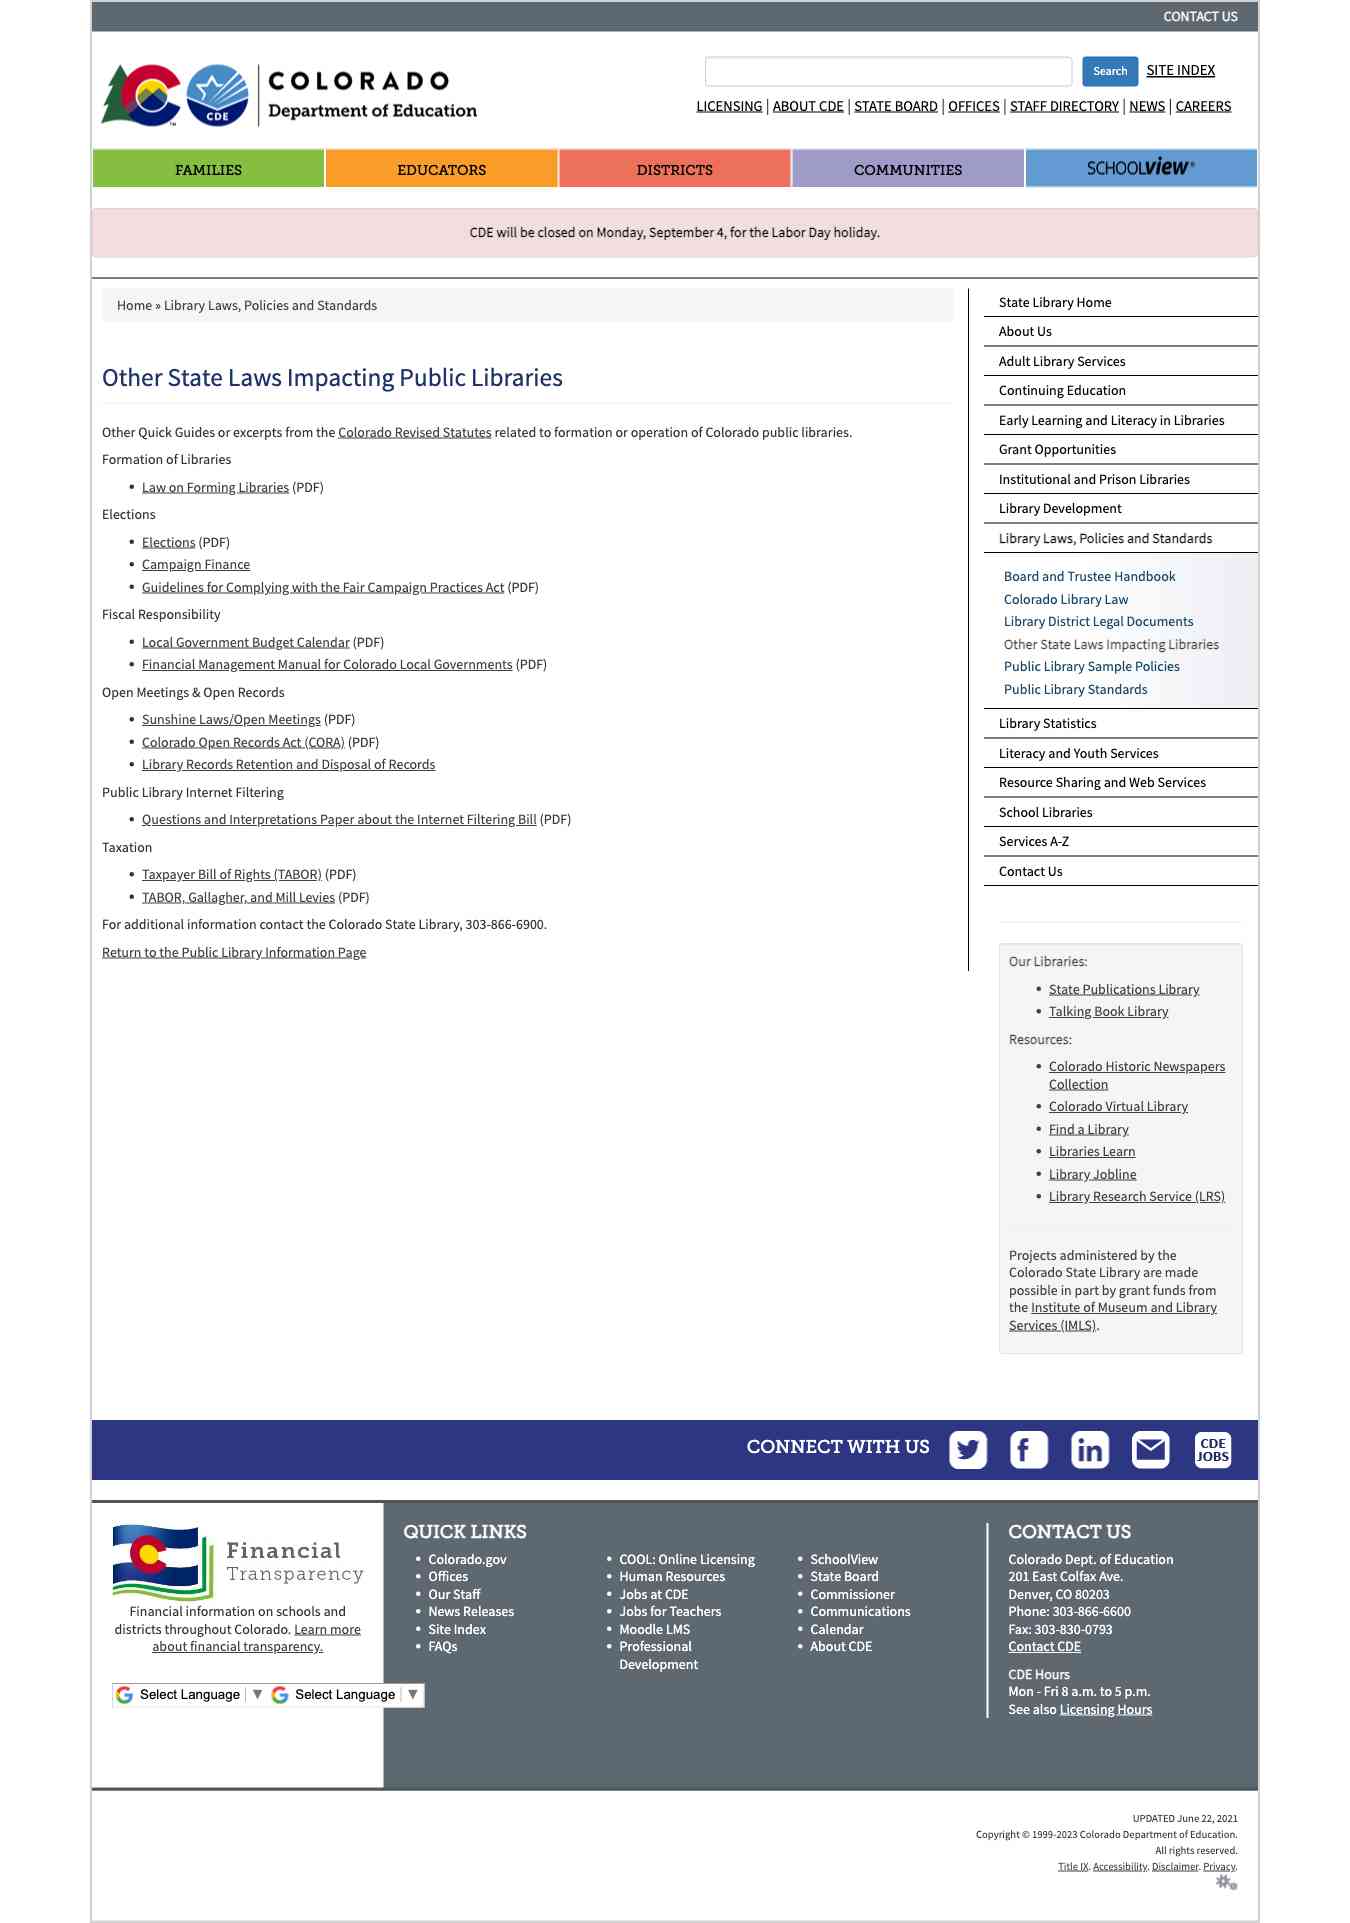 CONTACT US
COLORADO
Department of Education
CDE
TM
Search
SITE INDEX
LICENSING | ABOUT CDE | STATE BOARD | OFFICES | STAFF DIRECTORY | NEWS | CAREERS
FAMILIES
EDUCATORS
DISTRICTS
COMMUNITIES
SCHOOLview®
CDE will be closed on Monday, September 4, for the Labor Day holiday.
Home » Library Laws, Policies and Standards
Other State Laws Impacting Public Libraries
Other Quick Guides or excerpts from the Colorado Revised Statutes related to formation or operation of Colorado public libraries.
Formation of Libraries
• Law on Forming Libraries (PDF)
Elections
• Elections (PDF)
• Campaign Finance
• Guidelines for Complying with the Fair Campaign Practices Act (PDF)
Fiscal Responsibility
• Local Government Budget Calendar (PDF)
• Financial Management Manual for Colorado Local Governments (PDF)
Open Meetings & Open Records
• Sunshine Laws/Open Meetings (PDF)
• Colorado Open Records Act (CORA) (PDF)
• Library Records Retention and Disposal of Records
Public Library Internet Filtering
• Questions and Interpretations Paper about the Internet Filtering Bill (PDF)
Taxation
• Taxpayer Bill of Rights (TABOR) (PDF)
• TABOR, Gallagher, and Mill Levies (PDF)
For additional information contact the Colorado State Library, 303-866-6900.
Return to the Public Library Information Page
State Library Home
About Us
Adult Library Services
Continuing Education
Early Learning and Literacy in Libraries
Grant Opportunities
Institutional and Prison Libraries
Library Development
Library Laws, Policies and Standards
Board and Trustee Handbook
Colorado Library Law
Library District Legal Documents
Other State Laws Impacting Libraries
Public Library Sample Policies
Public Library Standards
Library Statistics
Literacy and Youth Services
Resource Sharing and Web Services
School Libraries
Services A-Z
Contact Us
Our Libraries:
• State Publications Library
• Talking Book Library
Resources:
• Colorado Historic Newspapers
Collection
• Colorado Virtual Library
• Find a Library
• Libraries Learn
• Library Jobline
• Library Research Service (LRS)
Projects administered by the
Colorado State Library are made
possible in part by grant funds from
the Institute of Museum and Library
Services (IMLS).
CONNECT WITH US
CDE
JOBS
Financial
Transparency
Financial information on schools and
districts throughout Colorado. Learn more
about financial transparency.
Select Language ▼
Select Language ▼
QUICK LINKS
• Colorado.gov
• Offices
• Our Staff
• News Releases
• Site Index
• FAQs
• COOL: Online Licensing
• Human Resources
• Jobs at CDE
• Jobs for Teachers
• Moodle LMS
• Professional
Development
• SchoolView
• State Board
• Commissioner
• Communications
• Calendar
• About CDE
CONTACT US
Colorado Dept. of Education
201 East Colfax Ave.
Denver, CO 80203
Phone: 303-866-6600
Fax: 303-830-0793
Contact CDE
CDE Hours
Mon - Fri 8 a.m. to 5 p.m.
See also Licensing Hours
UPDATED June 22, 2021
Copyright © 1999-2023 Colorado Department of Education.
All rights reserved.
Title IX. Accessibility. Disclaimer. Privacy.